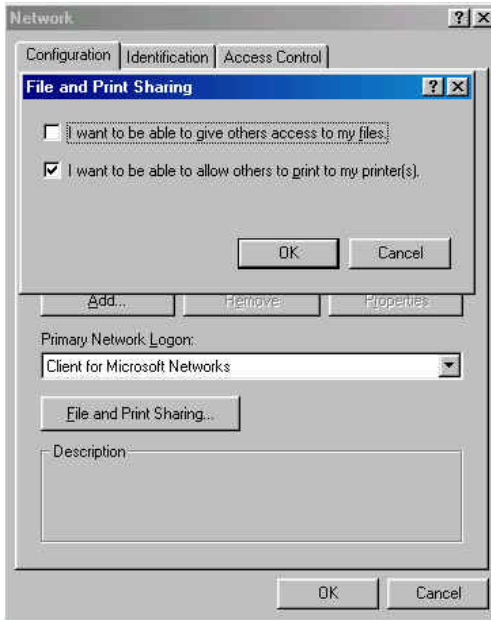 Network
Configuration Identification Access Control
File and Print Sharing
I want to be able to give others access to my files.
I want to be able to allow others to print to my printer(s).
OK Cancel
Add... Remove Properties
Primary Network Logon:
Client for Microsoft Networks
File and Print Sharing...
Description
OK Cancel